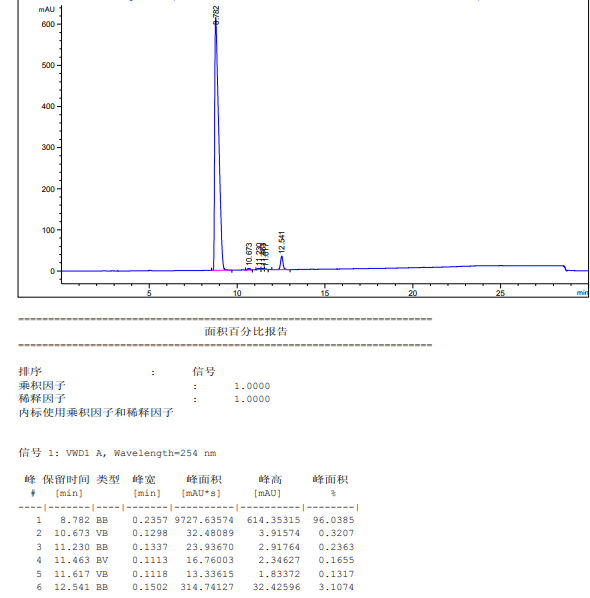 mAU
600
500
400
300
200
100
0
8.782
10.673
11.230
11.617
12.541
5
10
15
20
25
min
=====================================================================
面积百分比报告
=====================================================================
排序 : 信号
乘积因子 : 1.0000
稀释因子 : 1.0000
内标使用乘积因子和稀释因子
信号 1: VWD1 A, Wavelength=254 nm
峰 保留时间 类型 峰宽 峰面积 峰高 峰面积
# [min] [min] [mAU*s] [mAU] %
----|-------|----|-------|----------|----------|--------|
1 8.782 BB 0.2357 9727.63574 614.35315 96.0385
2 10.673 VB 0.1298 32.48089 3.91574 0.3207
3 11.230 BB 0.1337 23.93670 2.91764 0.2363
4 11.463 BV 0.1113 16.76003 2.34627 0.1655
5 11.617 VB 0.1118 13.33615 1.83372 0.1317
6 12.541 BB 0.1502 314.74127 32.42596 3.1074